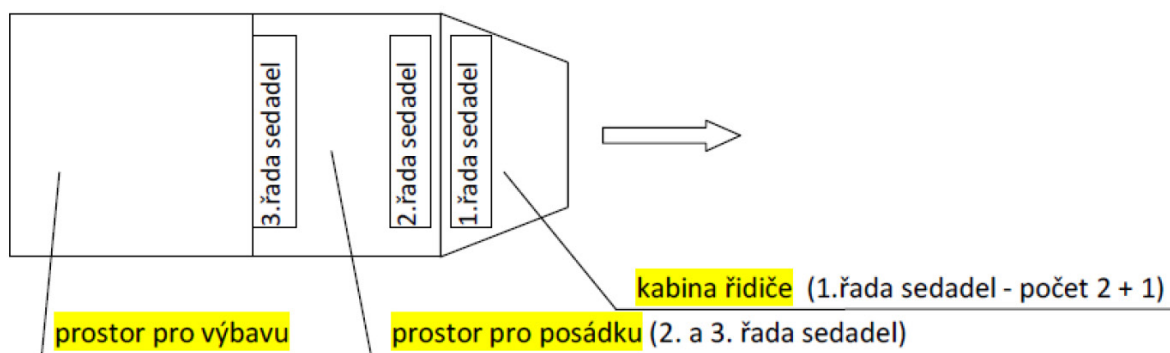 3.řada sedadel
2.řada sedadel
1.řada sedadel
kabina řidiče (1.řada sedadel - počet 2 + 1)
prostor pro výbavu
prostor pro posádku (2. a 3. řada sedadel)